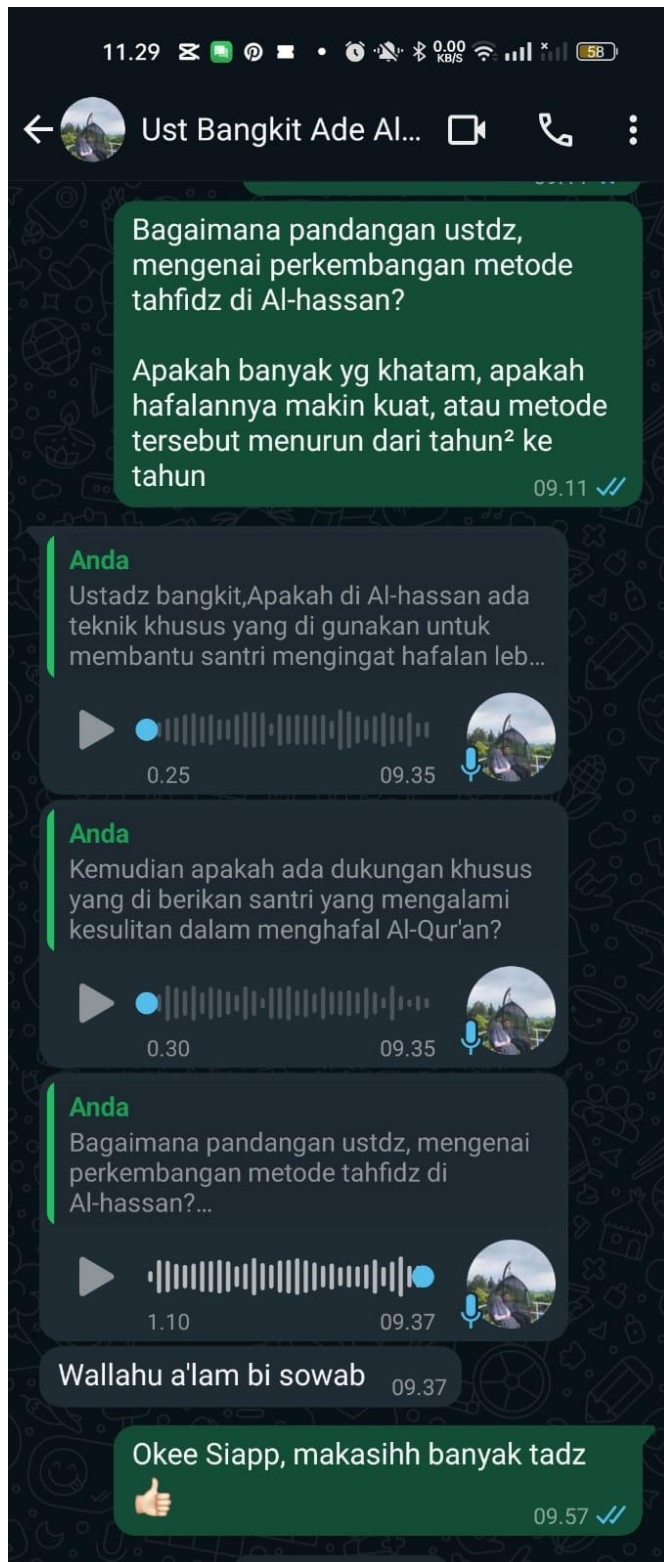 11.29 0.00 KB/S 58
Ust Bangkit Ade Al...
Bagaimana pandangan ustdz,
mengenai perkembangan metode
tahfidz di Al-hassan?
Apakah banyak yg khatam, apakah
hafalannya makin kuat, atau metode
tersebut menurun dari tahun² ke
tahun
09.11
Anda
Ustadz bangkit,Apakah di Al-hassan ada
teknik khusus yang di gunakan untuk
membantu santri mengingat hafalan leb...
0.25 09.35
Anda
Kemudian apakah ada dukungan khusus
yang di berikan santri yang mengalami
kesulitan dalam menghafal Al-Qur'an?
0.30 09.35
Anda
Bagaimana pandangan ustdz, mengenai
perkembangan metode tahfidz di
Al-hassan?...
1.10 09.37
Wallahu a'lam bi sowab 09.37
Okee Siapp, makasihh banyak tadz
09.57